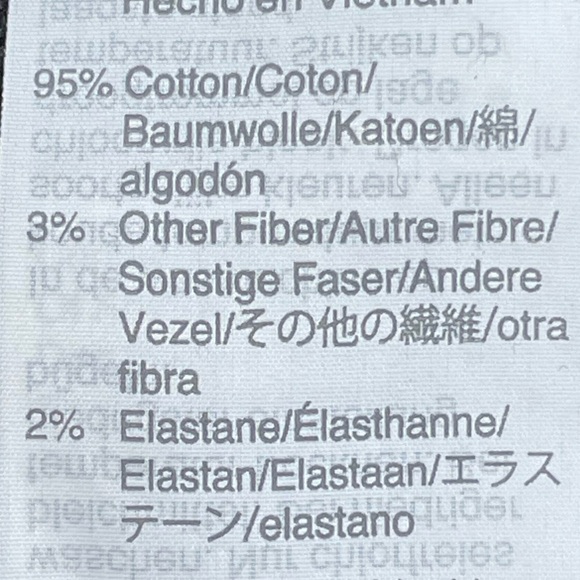 Hecho en Vietnam
95% Cotton/Coton/
Baumwolle/Katoen/綿/
algodón
3% Other Fiber/Autre Fibre/
Sonstige Faser/Andere
Vezel/その他の繊維/otra
fibra
2% Elastane/Élasthanne/
Elastan/Elastaan/エラス
テーン/elastano